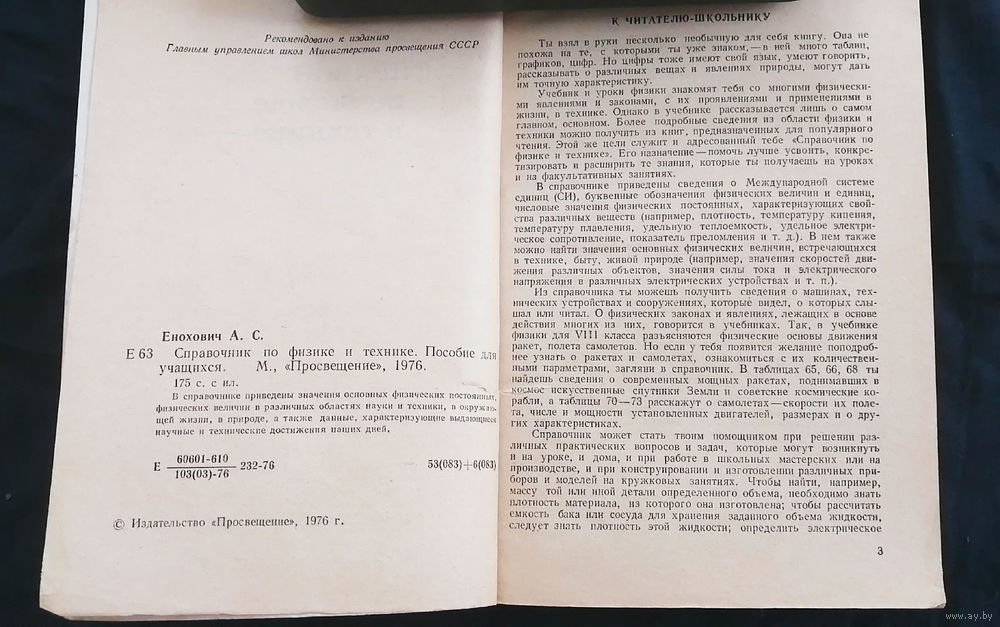 Рекомендовано к изданию
Главным управлением школ Министерства просвещения СССР
Енохович А. С.
Е 63 Справочник по физике и технике. Пособие для
учащихся. М., «Просвещение», 1976.
175 с. с ил.
В справочнике приведены значения основных физических постоянных,
физических величин в различных областях науки и техники, в окружаю-
щей жизни, в природе, а также данные, характеризующие выдающиеся
научные и технические достижения наших дней.
Е 60601-610 / 103(03)-76 232-76 53(083)+6(083)
© Издательство «Просвещение», 1976 г.
К ЧИТАТЕЛЮ-ШКОЛЬНИКУ
Ты взял в руки несколько необычную для себя книгу. Она не
похожа на те, с которыми ты уже знаком,— в ней много таблиц,
графиков, цифр. Но цифры тоже имеют свой язык, умеют говорить,
рассказывать о различных вещах и явлениях природы, могут дать
им точную характеристику.
Учебник и уроки физики знакомят тебя со многими физически-
ми явлениями и законами, с их проявлениями и применениями в
жизни, в технике. Однако в учебнике рассказывается лишь о самом
главном, основном. Более подробные сведения из области физики и
техники можно получить из книг, предназначенных для популярного
чтения. Этой же цели служит и адресованный тебе «Справочник по
физике и технике». Его назначение — помочь лучше усвоить, конкре-
тизировать и расширить те знания, которые ты получаешь на уроках
и на факультативных занятиях.
В справочнике приведены сведения о Международной системе
единиц (СИ), буквенные обозначения физических величин и единиц,
числовые значения физических постоянных, характеризующих свой-
ства различных веществ (например, плотность, температуру кипения,
температуру плавления, удельную теплоемкость, удельное электри-
ческое сопротивление, показатель преломления и т. д.). В нем также
можно найти значения основных физических величин, встречающихся
в технике, быту, живой природе (например, значения скоростей дви-
жения различных объектов, значения силы тока и электрического
напряжения в различных электрических устройствах и т. п.).
Из справочника ты можешь получить сведения о машинах, тех-
нических устройствах и сооружениях, которые видел, о которых слы-
шал или читал. О физических законах и явлениях, лежащих в основе
действия многих из них, говорится в учебниках. Так, в учебнике
физики для VIII класса разъясняются физические основы движения
ракет, полета самолетов. Но если у тебя появится желание поподроб-
нее узнать о ракетах и самолетах, ознакомиться с их количествен-
ными параметрами, загляни в справочник. В таблицах 65, 66, 68 ты
найдешь сведения о современных мощных ракетах, поднимавших в
космос искусственные спутники Земли и советские космические ко-
рабли, а таблицы 70—73 расскажут о самолетах — скорости их поле-
та, числе и мощности установленных двигателей, размерах и о дру-
гих характеристиках.
Справочник может стать твоим помощником при решении раз-
личных практических вопросов и задач, которые могут возникнуть
и на уроке, и дома, и при работе в школьных мастерских или на
производстве, и при конструировании и изготовлении различных при-
боров и моделей на кружковых занятиях. Чтобы найти, например,
массу той или иной детали определенного объема, необходимо знать
плотность материала, из которого она изготовлена; чтобы рассчитать
емкость бака или сосуда для хранения заданного объема жидкости,
следует знать плотность этой жидкости; определить электрическое
3
www.ay.by